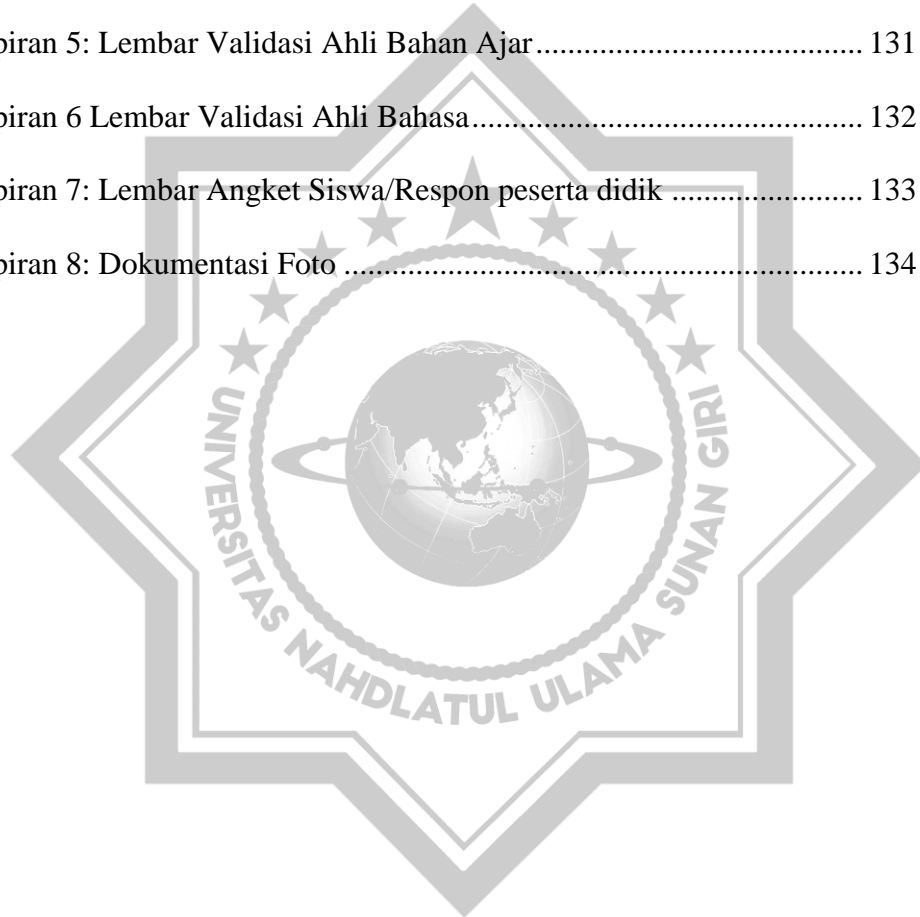 piran 5: Lembar Validasi Ahli Bahan Ajar........................................ 131
piran 6 Lembar Validasi Ahli Bahasa................................................ 132
piran 7: Lembar Angket Siswa/Respon peserta didik ....................... 133
piran 8: Dokumentasi Foto ................................................................ 134
UNIVERSITAS NAHDLATUL ULAMA SUNAN GIRI